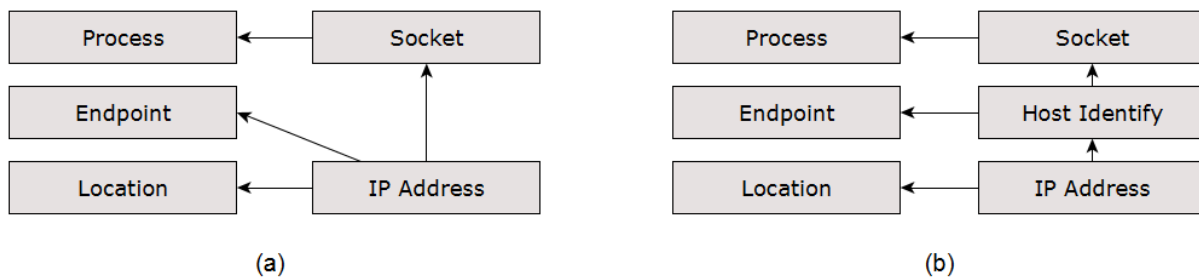 Process
Socket
Endpoint
Location
IP Address
(a)
Process
Socket
Endpoint
Host Identify
Location
IP Address
(b)